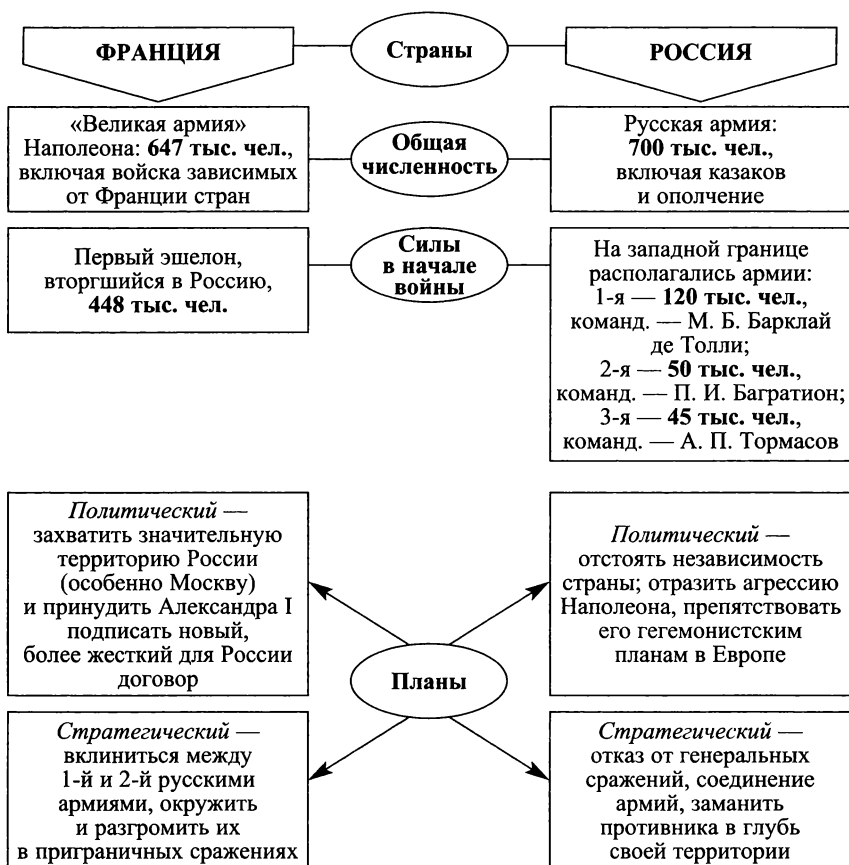 ФРАНЦИЯ
Страны
РОССИЯ
«Великая армия»
Наполеона: 647 тыс. чел.,
включая войска зависимых
от Франции стран
Общая
численность
Русская армия:
700 тыс. чел.,
включая казаков
и ополчение
Первый эшелон,
вторгшийся в Россию,
448 тыс. чел.
Силы
в начале
войны
На западной границе
располагались армии:
1-я — 120 тыс. чел.,
команд. — М. Б. Барклай
де Толли;
2-я — 50 тыс. чел.,
команд. — П. И. Багратион;
3-я — 45 тыс. чел.,
команд. — А. П. Тормасов
Политический —
захватить значительную
территорию России
(особенно Москву)
и принудить Александра I
подписать новый,
более жесткий для России
договор
Политический —
отстоять независимость
страны; отразить агрессию
Наполеона, препятствовать
его гегемонистским
планам в Европе
Планы
Стратегический —
вклиниться между
1-й и 2-й русскими
армиями, окружить
и разгромить их
в приграничных сражениях
Стратегический —
отказ от генеральных
сражений, соединение
армий, заманить
противника в глубь
своей территории